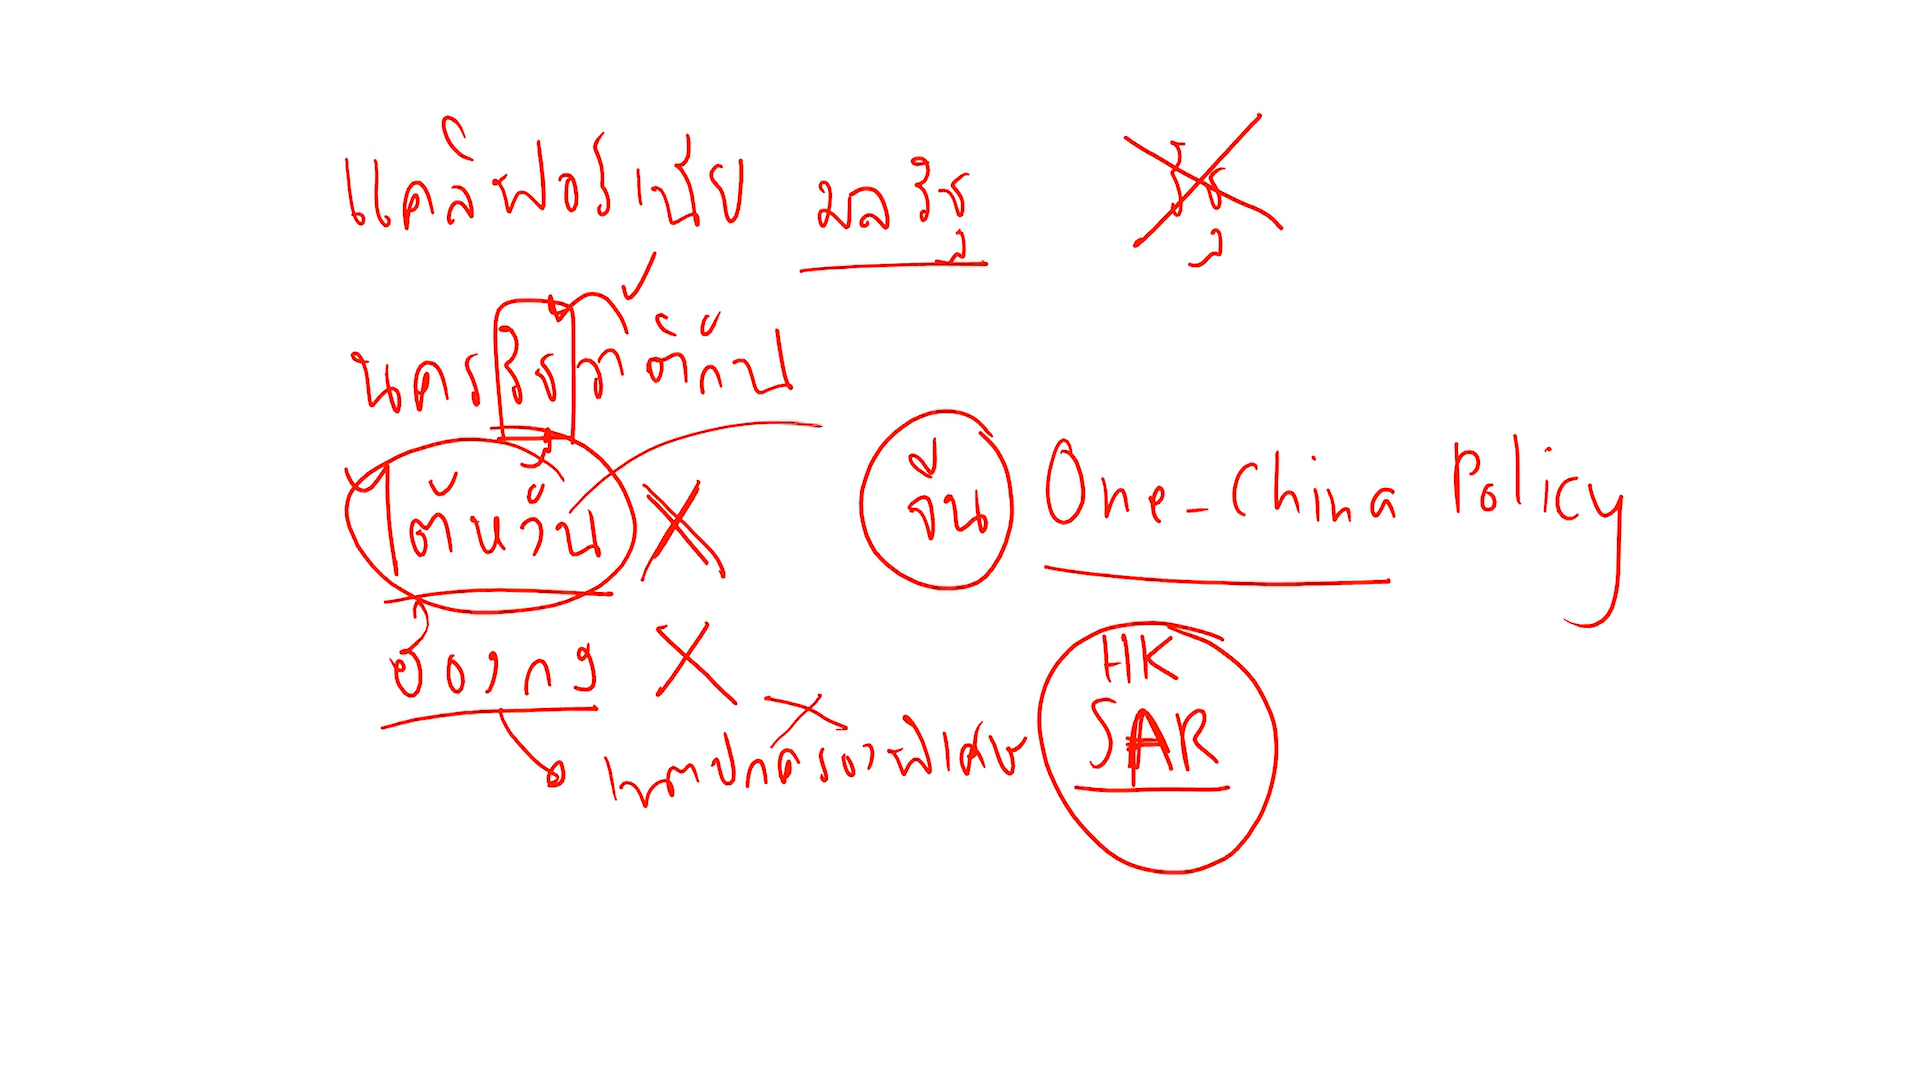 แคลิฟอร์เนีย มลรัฐ รัฐ
นครรัฐวาติกัน
ไต้หวัน จีน One-China Policy
ฮ่องกง HK
เขตปกครองพิเศษ SAR